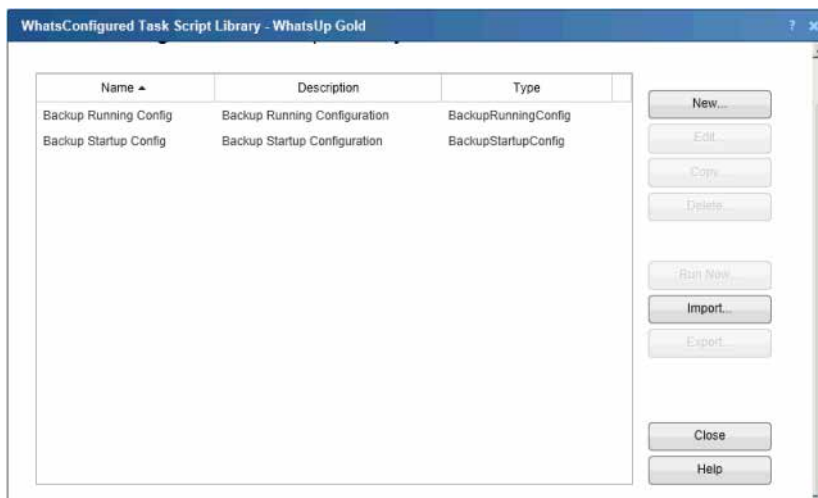 WhatsConfigured Task Script Library - WhatsUp Gold ? x
Name Description Type
Backup Running Config Backup Running Configuration BackupRunningConfig
Backup Startup Config Backup Startup Configuration BackupStartupConfig
New...
Edit...
Copy...
Delete...
Run Now...
Import...
Export...
Close
Help